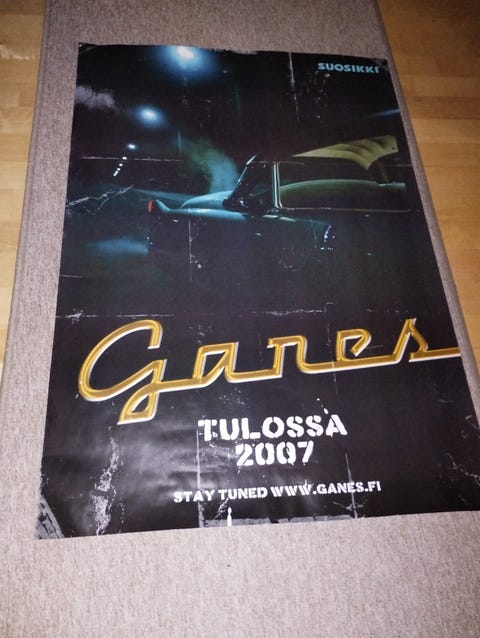 SUOSIKKI
Ganes
TULOSSA
2007
STAY TUNED WWW.GANES.FI